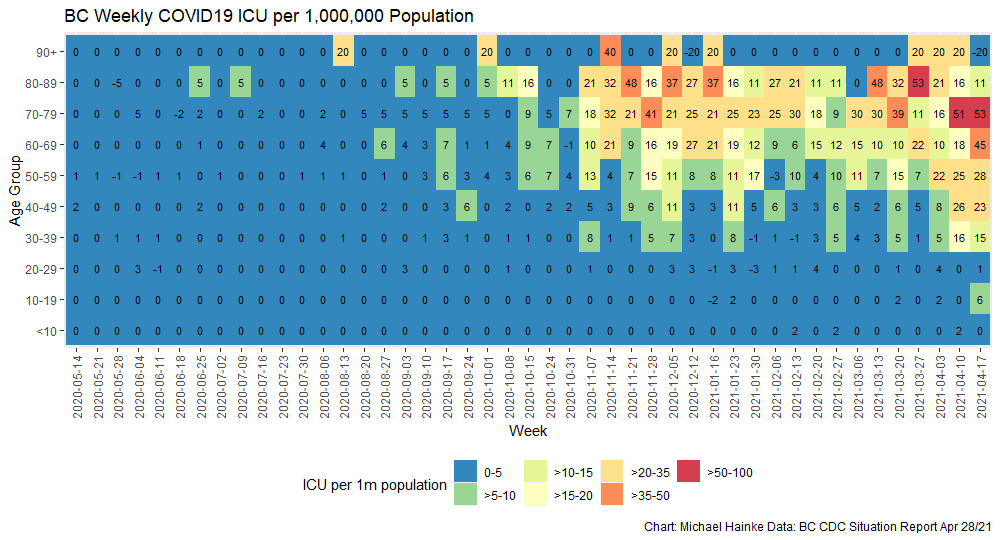 BC Weekly COVID19 ICU per 1,000,000 Population
Age Group
90+ 0 0 0 0 0 0 0 0 0 0 0 0 0 20 0 0 0 0 0 0 20 0 0 0 0 0 40 0 0 20 -20 20 0 0 0 0 0 0 0 0 0 20 20 20 -20
80-89 0 0 -5 0 0 0 5 0 5 0 0 0 0 0 0 0 5 0 5 0 5 11 16 0 0 21 32 48 16 37 27 37 16 11 27 21 11 11 0 48 32 53 21 16 11
70-79 0 0 0 5 0 -2 2 0 0 2 0 0 2 0 5 5 5 5 5 5 5 0 9 5 7 18 32 21 41 21 25 21 25 23 25 30 18 9 30 30 39 11 16 51 53
60-69 0 0 0 0 0 0 1 0 0 0 0 0 4 0 0 6 4 3 7 1 1 4 9 7 -1 10 21 9 16 19 27 21 19 12 9 6 15 12 15 10 10 22 10 18 45
50-59 1 1 -1 -1 1 1 0 1 0 0 1 1 1 0 1 0 3 3 6 3 4 3 6 7 4 13 4 7 15 11 8 8 11 17 -3 10 4 10 11 7 15 7 22 25 28
40-49 2 0 0 0 0 0 2 0 0 0 0 0 0 0 0 2 0 0 3 6 0 2 0 2 2 5 3 9 6 11 3 3 11 5 6 3 3 6 5 2 6 5 8 26 23
30-39 0 0 1 1 1 0 0 0 0 0 0 0 0 1 0 0 0 1 3 1 0 1 1 0 0 8 1 1 5 7 0 0 8 -1 1 -1 3 5 4 3 5 1 5 16 15
20-29 0 0 0 3 -1 0 0 0 0 0 0 0 0 0 0 0 3 0 0 0 0 1 0 0 0 1 0 0 0 3 3 -1 1 -3 1 1 4 0 0 0 1 0 4 0 1
10-19 0 0 0 0 0 0 0 0 0 0 0 0 0 0 0 0 0 0 0 0 0 0 0 0 0 0 0 0 0 0 0 -2 2 0 0 0 0 0 0 0 2 0 2 0 6
<10 0 0 0 0 0 0 0 0 0 0 0 0 0 0 0 0 0 0 0 0 0 0 0 0 0 0 0 0 0 0 0 0 0 0 0 2 0 2 0 0 0 0 0 2 0
2020-05-14 2020-05-21 2020-05-28 2020-06-04 2020-06-11 2020-06-18 2020-06-25 2020-07-02 2020-07-09 2020-07-16 2020-07-23 2020-07-30 2020-08-06 2020-08-13 2020-08-20 2020-08-27 2020-09-03 2020-09-10 2020-09-17 2020-09-24 2020-10-01 2020-10-08 2020-10-15 2020-10-24 2020-10-31 2020-11-07 2020-11-14 2020-11-21 2020-11-28 2020-12-05 2020-12-12 2021-01-16 2021-01-23 2021-01-30 2021-02-06 2021-02-13 2021-02-20 2021-02-27 2021-03-06 2021-03-13 2021-03-20 2021-03-27 2021-04-03 2021-04-10 2021-04-17
Week
ICU per 1m population
0-5 >10-15 >20-35 >50-100
>5-10 >15-20 >35-50
Chart: Michael Hainke Data: BC CDC Situation Report Apr 28/21